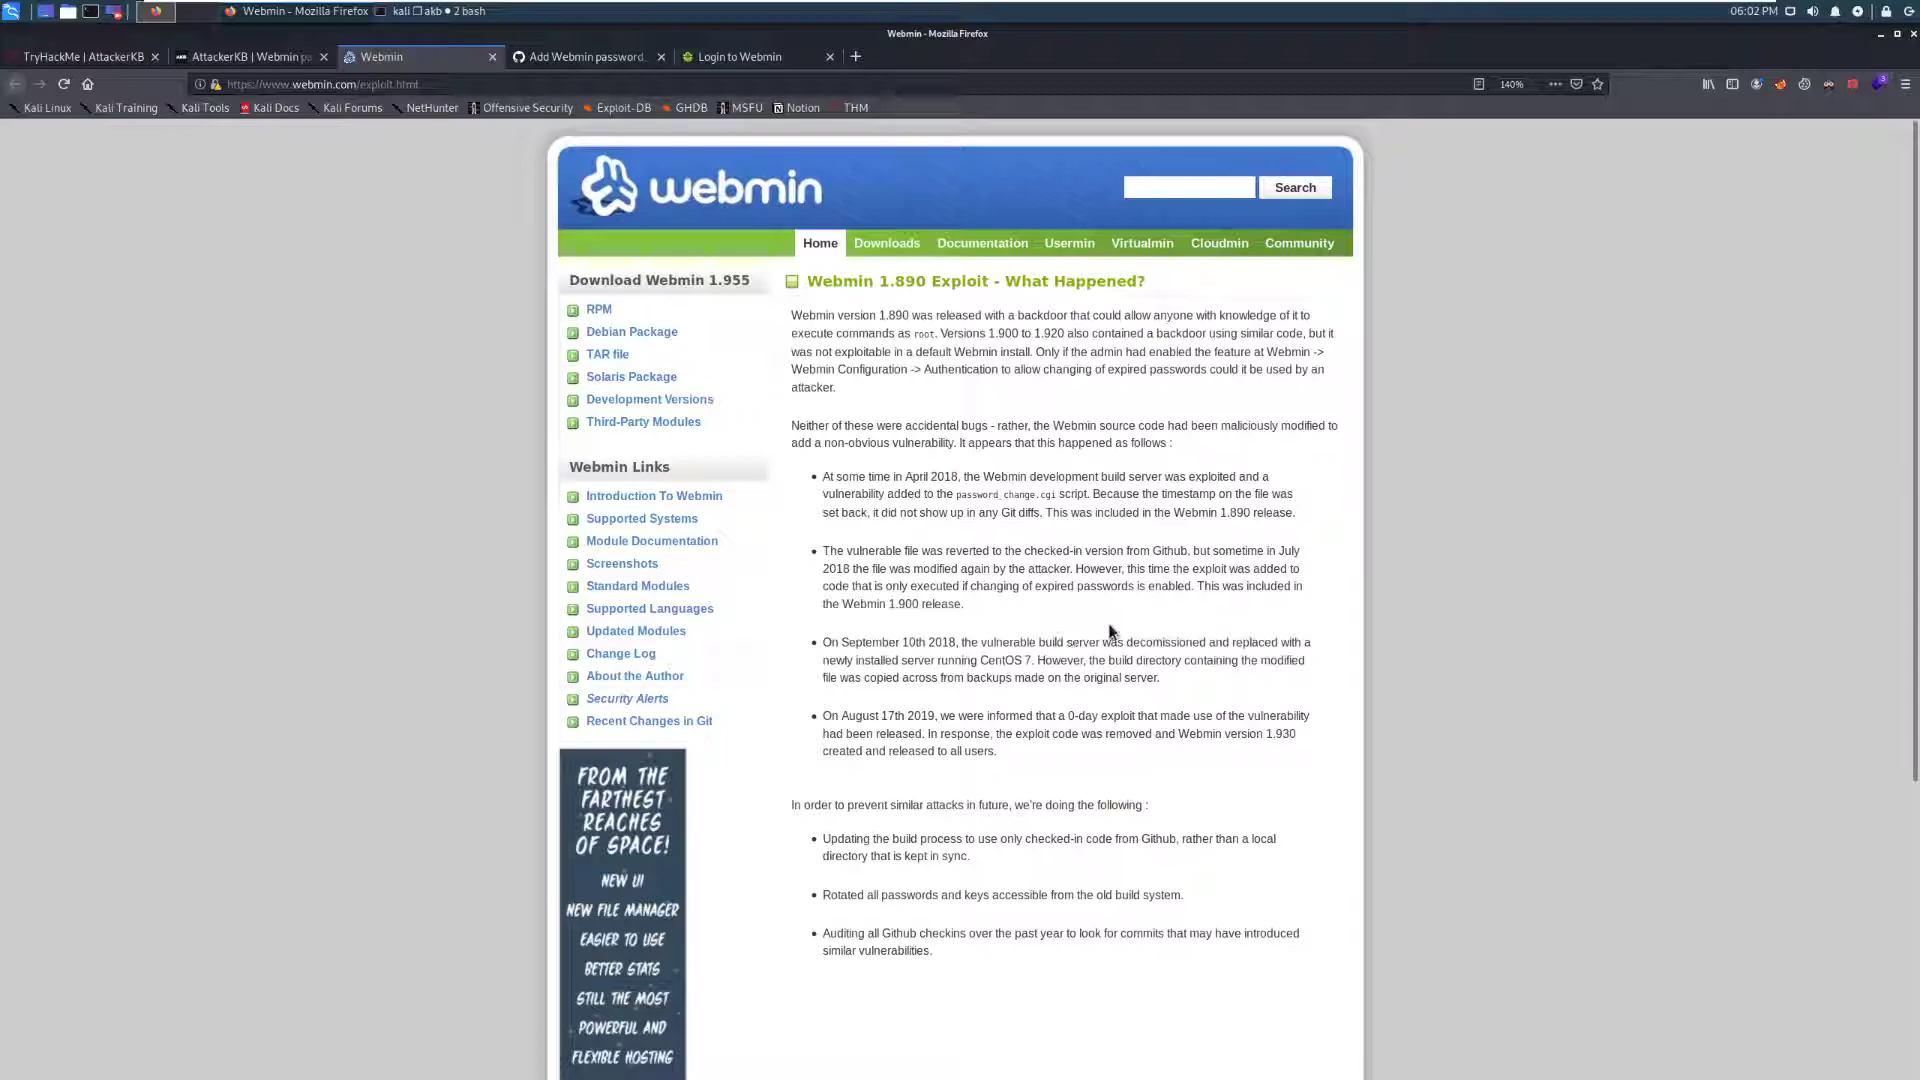 Webmin - Mozilla Firefox
kali
akb
2 bash
06:02 PM
Webmin - Mozilla Firefox
TryHackMe | AttackerKB
AttackerKB | Webmin pa
Webmin
Add Webmin password_
Login to Webmin
https://www.webmin.com/exploit.html
140%
Kali Linux
Kali Training
Kali Tools
Kali Docs
Kali Forums
NetHunter
Offensive Security
Exploit-DB
GHDB
MSFU
Notion
THM
webmin
Search
Home
Downloads
Documentation
Usermin
Virtualmin
Cloudmin
Community
Download Webmin 1.955
RPM
Debian Package
TAR file
Solaris Package
Development Versions
Third-Party Modules
Webmin Links
Introduction To Webmin
Supported Systems
Module Documentation
Screenshots
Standard Modules
Supported Languages
Updated Modules
Change Log
About the Author
Security Alerts
Recent Changes in Git
FROM THE
FARTHEST
REACHES
OF SPACE!
NEW UI
NEW FILE MANAGER
EASIER TO USE
BETTER STATS
STILL THE MOST
POWERFUL AND
FLEXIBLE HOSTING
Webmin 1.890 Exploit - What Happened?
Webmin version 1.890 was released with a backdoor that could allow anyone with knowledge of it to
execute commands as root. Versions 1.900 to 1.920 also contained a backdoor using similar code, but it
was not exploitable in a default Webmin install. Only if the admin had enabled the feature at Webmin ->
Webmin Configuration -> Authentication to allow changing of expired passwords could it be used by an
attacker.
Neither of these were accidental bugs - rather, the Webmin source code had been maliciously modified to
add a non-obvious vulnerability. It appears that this happened as follows :
• At some time in April 2018, the Webmin development build server was exploited and a
vulnerability added to the password_change.cgi script. Because the timestamp on the file was
set back, it did not show up in any Git diffs. This was included in the Webmin 1.890 release.
• The vulnerable file was reverted to the checked-in version from Github, but sometime in July
2018 the file was modified again by the attacker. However, this time the exploit was added to
code that is only executed if changing of expired passwords is enabled. This was included in
the Webmin 1.900 release.
• On September 10th 2018, the vulnerable build server was decomissioned and replaced with a
newly installed server running CentOS 7. However, the build directory containing the modified
file was copied across from backups made on the original server.
• On August 17th 2019, we were informed that a 0-day exploit that made use of the vulnerability
had been released. In response, the exploit code was removed and Webmin version 1.930
created and released to all users.
In order to prevent similar attacks in future, we're doing the following :
• Updating the build process to use only checked-in code from Github, rather than a local
directory that is kept in sync.
• Rotated all passwords and keys accessible from the old build system.
• Auditing all Github checkins over the past year to look for commits that may have introduced
similar vulnerabilities.